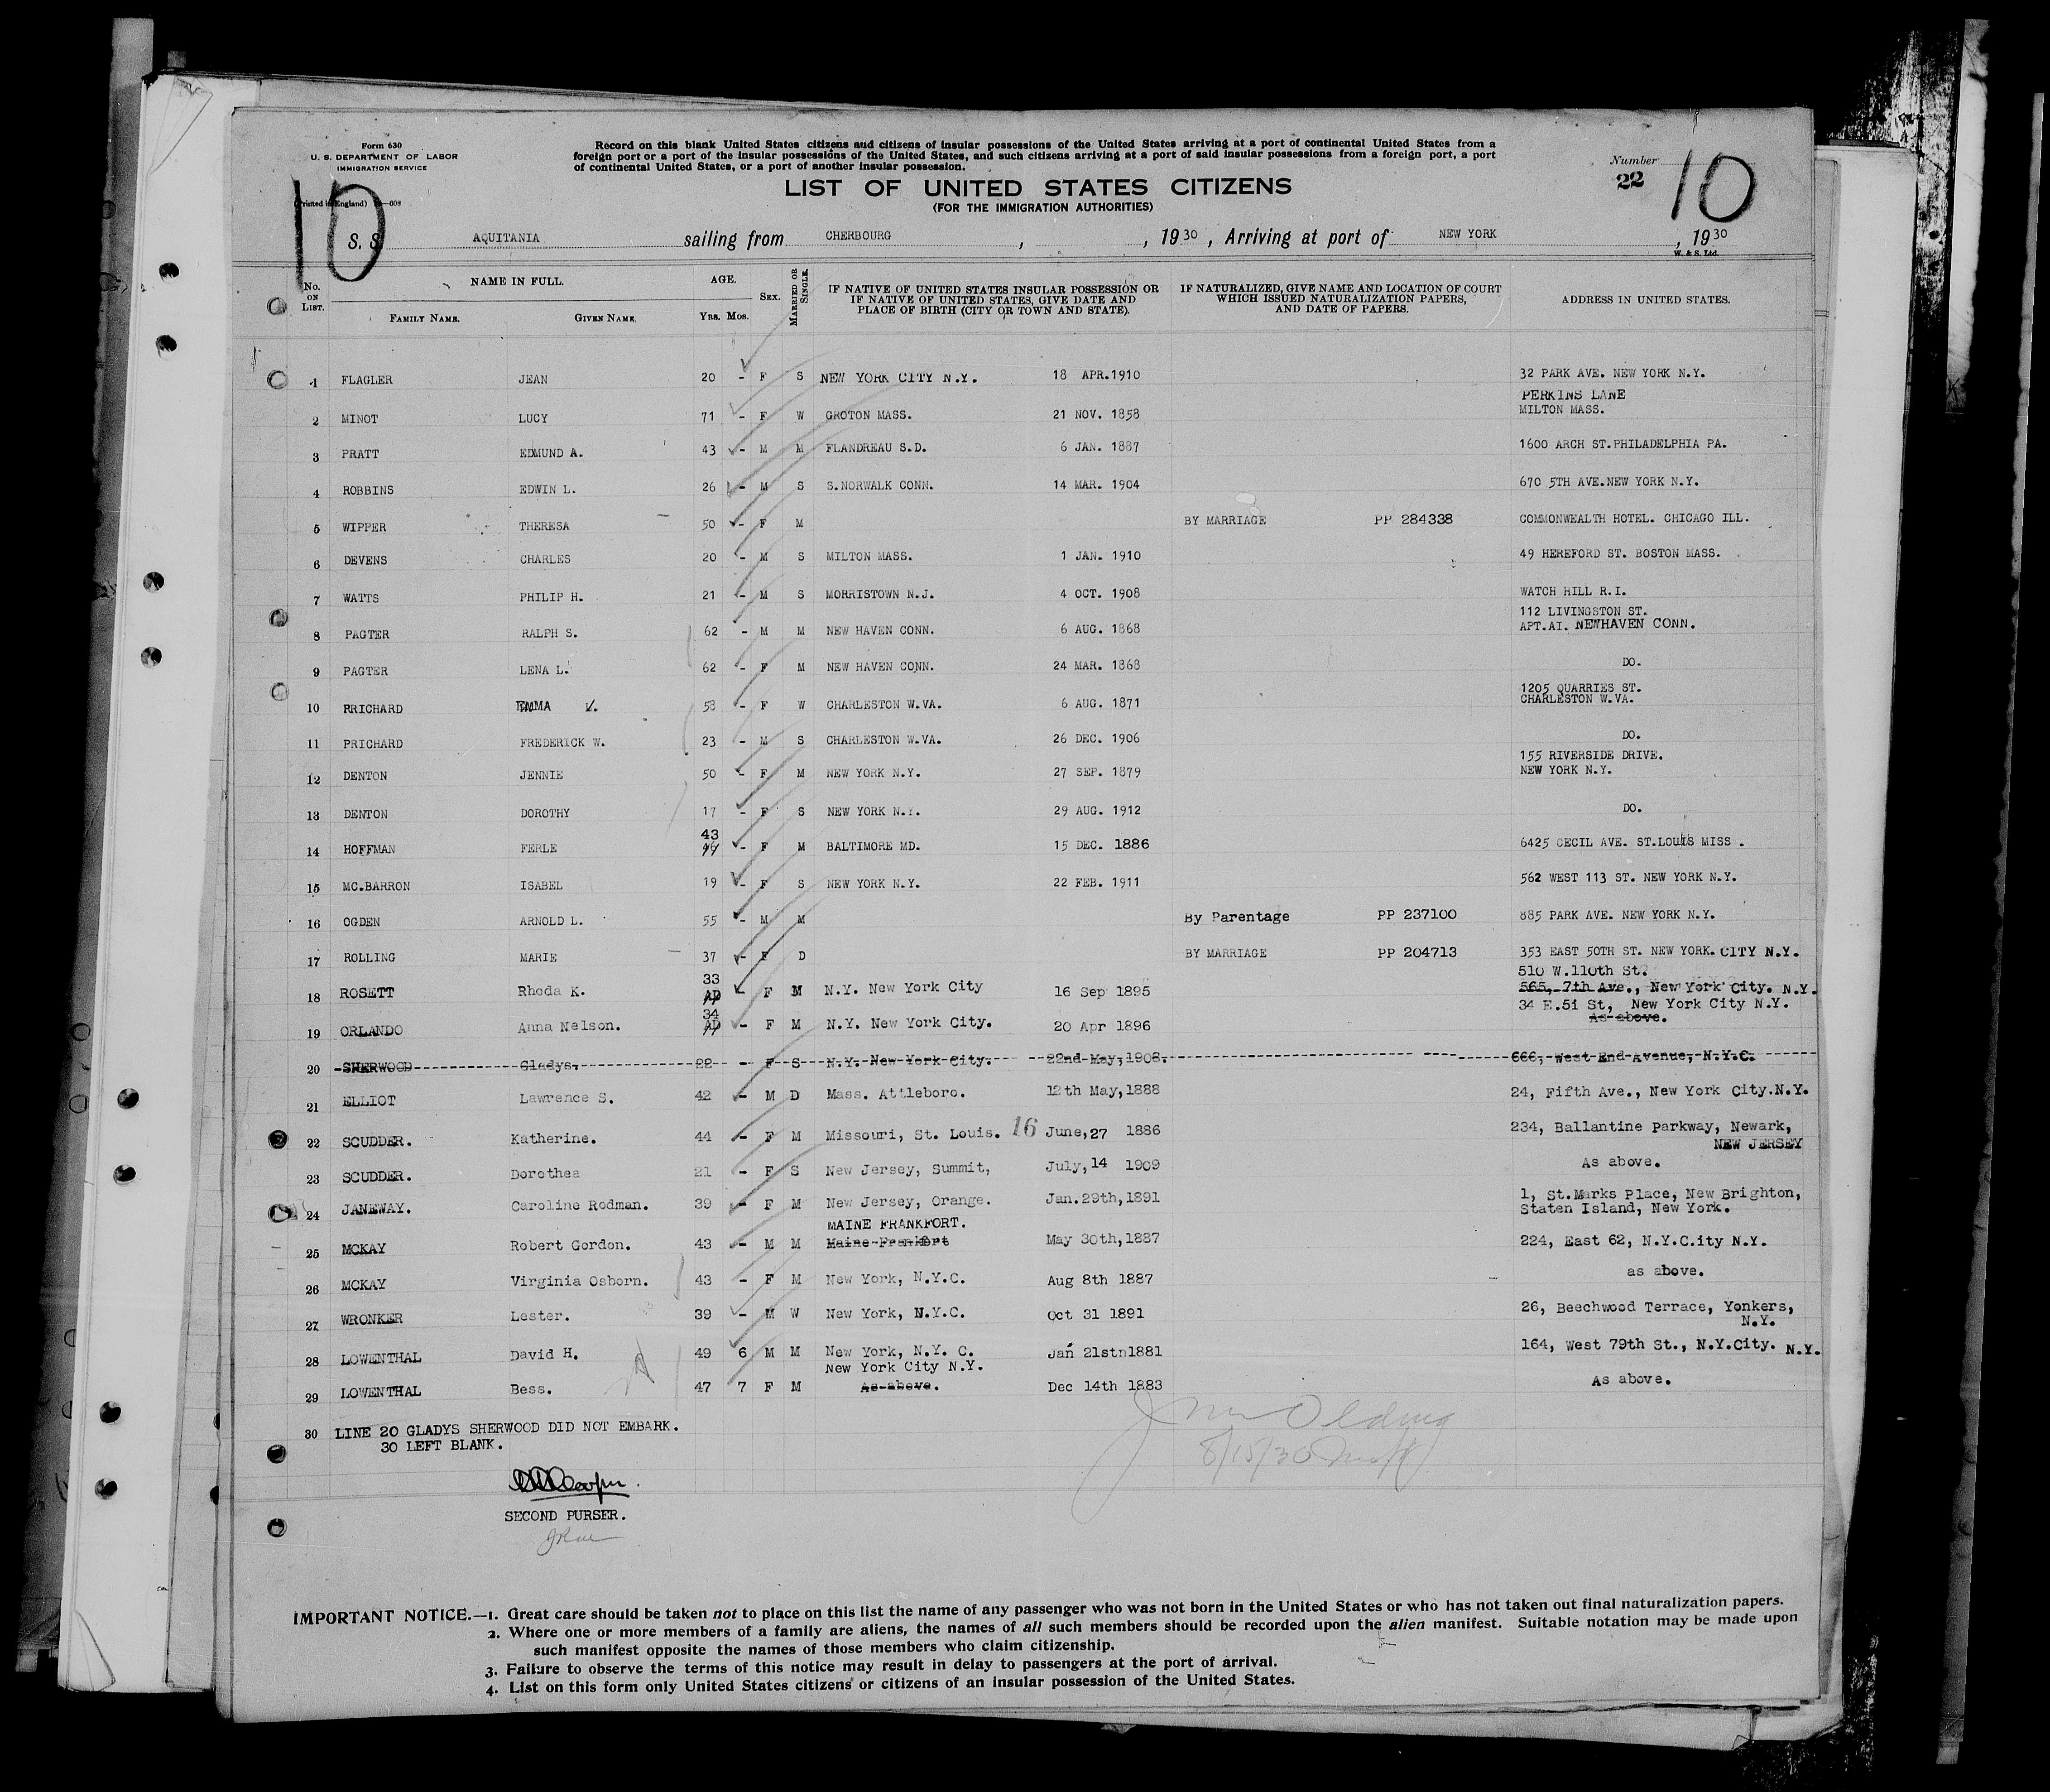 Form 630
U. S. DEPARTMENT OF LABOR
IMMIGRATION SERVICE
(Printed in England) —608
10
Record on this blank United States citizens and citizens of insular possessions of the United States arriving at a port of continental United States from a
foreign port or a port of the insular possessions of the United States, and such citizens arriving at a port of said insular possessions from a foreign port, a port
of continental United States, or a port of another insular possession.
LIST OF UNITED STATES CITIZENS
(FOR THE IMMIGRATION AUTHORITIES)
Number
22
10
S. S. AQUITANIA sailing from CHERBOURG , , 1930 , Arriving at port of NEW YORK , 1930
W. & S. Ltd.
No. ON LIST. NAME IN FULL. FAMILY NAME. GIVEN NAME. AGE. YRS. MOS. SEX. MARRIED OR SINGLE. IF NATIVE OF UNITED STATES INSULAR POSSESSION OR IF NATIVE OF UNITED STATES, GIVE DATE AND PLACE OF BIRTH (CITY OR TOWN AND STATE). IF NATURALIZED, GIVE NAME AND LOCATION OF COURT WHICH ISSUED NATURALIZATION PAPERS, AND DATE OF PAPERS. ADDRESS IN UNITED STATES.
1 FLAGLER JEAN 20 - F S NEW YORK CITY N.Y. 18 APR.1910 32 PARK AVE. NEW YORK N.Y.
PERKINS LANE
2 MINOT LUCY 71 - F W GROTON MASS. 21 NOV. 1858 MILTON MASS.
3 PRATT EDMUND A. 43 - M M FLANDREAU S.D. 6 JAN. 1887 1600 ARCH ST.PHILADELPHIA PA.
4 ROBBINS EDWIN L. 26 - M S S.NORWALK CONN. 14 MAR. 1904 670 5TH AVE.NEW YORK N.Y.
5 WIPPER THERESA 50 - F M BY MARRIAGE PP 284338 COMMONWEALTH HOTEL. CHICAGO ILL.
6 DEVENS CHARLES 20 - M S MILTON MASS. 1 JAN. 1910 49 HEREFORD ST. BOSTON MASS.
7 WATTS PHILIP H. 21 - M S MORRISTOWN N.J. 4 OCT. 1908 WATCH HILL R.I.
112 LIVINGSTON ST.
8 PAGTER RALPH S. 62 - M M NEW HAVEN CONN. 6 AUG. 1868 APT.AI. NEWHAVEN CONN.
9 PAGTER LENA L. 62 - F M NEW HAVEN CONN. 24 MAR. 1868 DO.
1205 QUARRIES ST.
10 RRICHARD EMMA V. 58 - F W CHARLESTON W.VA. 6 AUG. 1871 CHARLESTON W.VA.
11 PRICHARD FREDERICK W. 23 - M S CHARLESTON W.VA. 26 DEC. 1906 DO.
155 RIVERSIDE DRIVE.
12 DENTON JENNIE 50 - F M NEW YORK N.Y. 27 SEP. 1879 NEW YORK N.Y.
13 DENTON DOROTHY 17 - F S NEW YORK N.Y. 29 AUG. 1912 DO.
43
14 HOFFMAN FERLE 44 - F M BALTIMORE MD. 15 DEC. 1886 6425 CECIL AVE. ST.LOUIS MISS .
15 MC.BARRON ISABEL 19 - F S NEW YORK N.Y. 22 FEB. 1911 562 WEST 113 ST. NEW YORK N.Y.
16 OGDEN ARNOLD L. 55 - M M By Parentage PP 237100 885 PARK AVE. NEW YORK N.Y.
17 ROLLING MARIE 37 - F D BY MARRIAGE PP 204713 353 EAST 50TH ST. NEW YORK. CITY N.Y.
33 510 W.110th St.
18 ROSETT Rhoda K. AD F M N.Y. New York City 16 Sep 1895 565, 7th Ave., New York City. N.Y.
34 34 E.51 St, New York City N.Y.
19 ORLANDO Anna Nelson. AD - F M N.Y. New York City. 20 Apr 1896 As above.
20 SHERWOOD Gladys. 22 - F S N.Y. New York City. 22nd May,1908. 666, West End Avenue, N.Y.C.
21 ELLIOT Lawrence S. 42 - M D Mass. Attleboro. 12th May,1888 24, Fifth Ave., New York City.N.Y.
22 SCUDDER. Katherine. 44 - F M Missouri, St. Louis. 16 June,27 1886 234, Ballantine Parkway, Newark,
NEW JERSEY
23 SCUDDER. Dorothea 21 - F S New Jersey, Summit, July,14 1909 As above.
24 JANEWAY. Caroline Rodman. 39 - F M New Jersey, Orange. Jan.29th,1891 1, St.Marks Place, New Brighton,
Staten Island, New York.
MAINE FRANKFORT.
25 MCKAY Robert Gordon. 43 - M M Maine Frankfort May 30th,1887 224, East 62, N.Y.C.ity N.Y.
26 MCKAY Virginia Osborn. 43 - F M New York, N.Y.C. Aug 8th 1887 as above.
27 WRONKER Lester. 39 - M W New York, N.Y.C. Oct 31 1891 26, Beechwood Terrace, Yonkers,
N.Y.
28 LOWENTHAL David H. 49 6 M M New York, N.Y. C. Jan 21stn1881 164, West 79th St., N.Y.City. N.Y.
New York City N.Y.
29 LOWENTHAL Bess. 47 7 F M As above. Dec 14th 1883 As above.
30 LINE 20 GLADYS SHERWOOD DID NOT EMBARK.
30 LEFT BLANK.
Olding
8/15/30
SECOND PURSER.
IMPORTANT NOTICE.—1. Great care should be taken not to place on this list the name of any passenger who was not born in the United States or who has not taken out final naturalization papers.
2. Where one or more members of a family are aliens, the names of all such members should be recorded upon the alien manifest. Suitable notation may be made upon
such manifest opposite the names of those members who claim citizenship.
3. Failure to observe the terms of this notice may result in delay to passengers at the port of arrival.
4. List on this form only United States citizens or citizens of an insular possession of the United States.